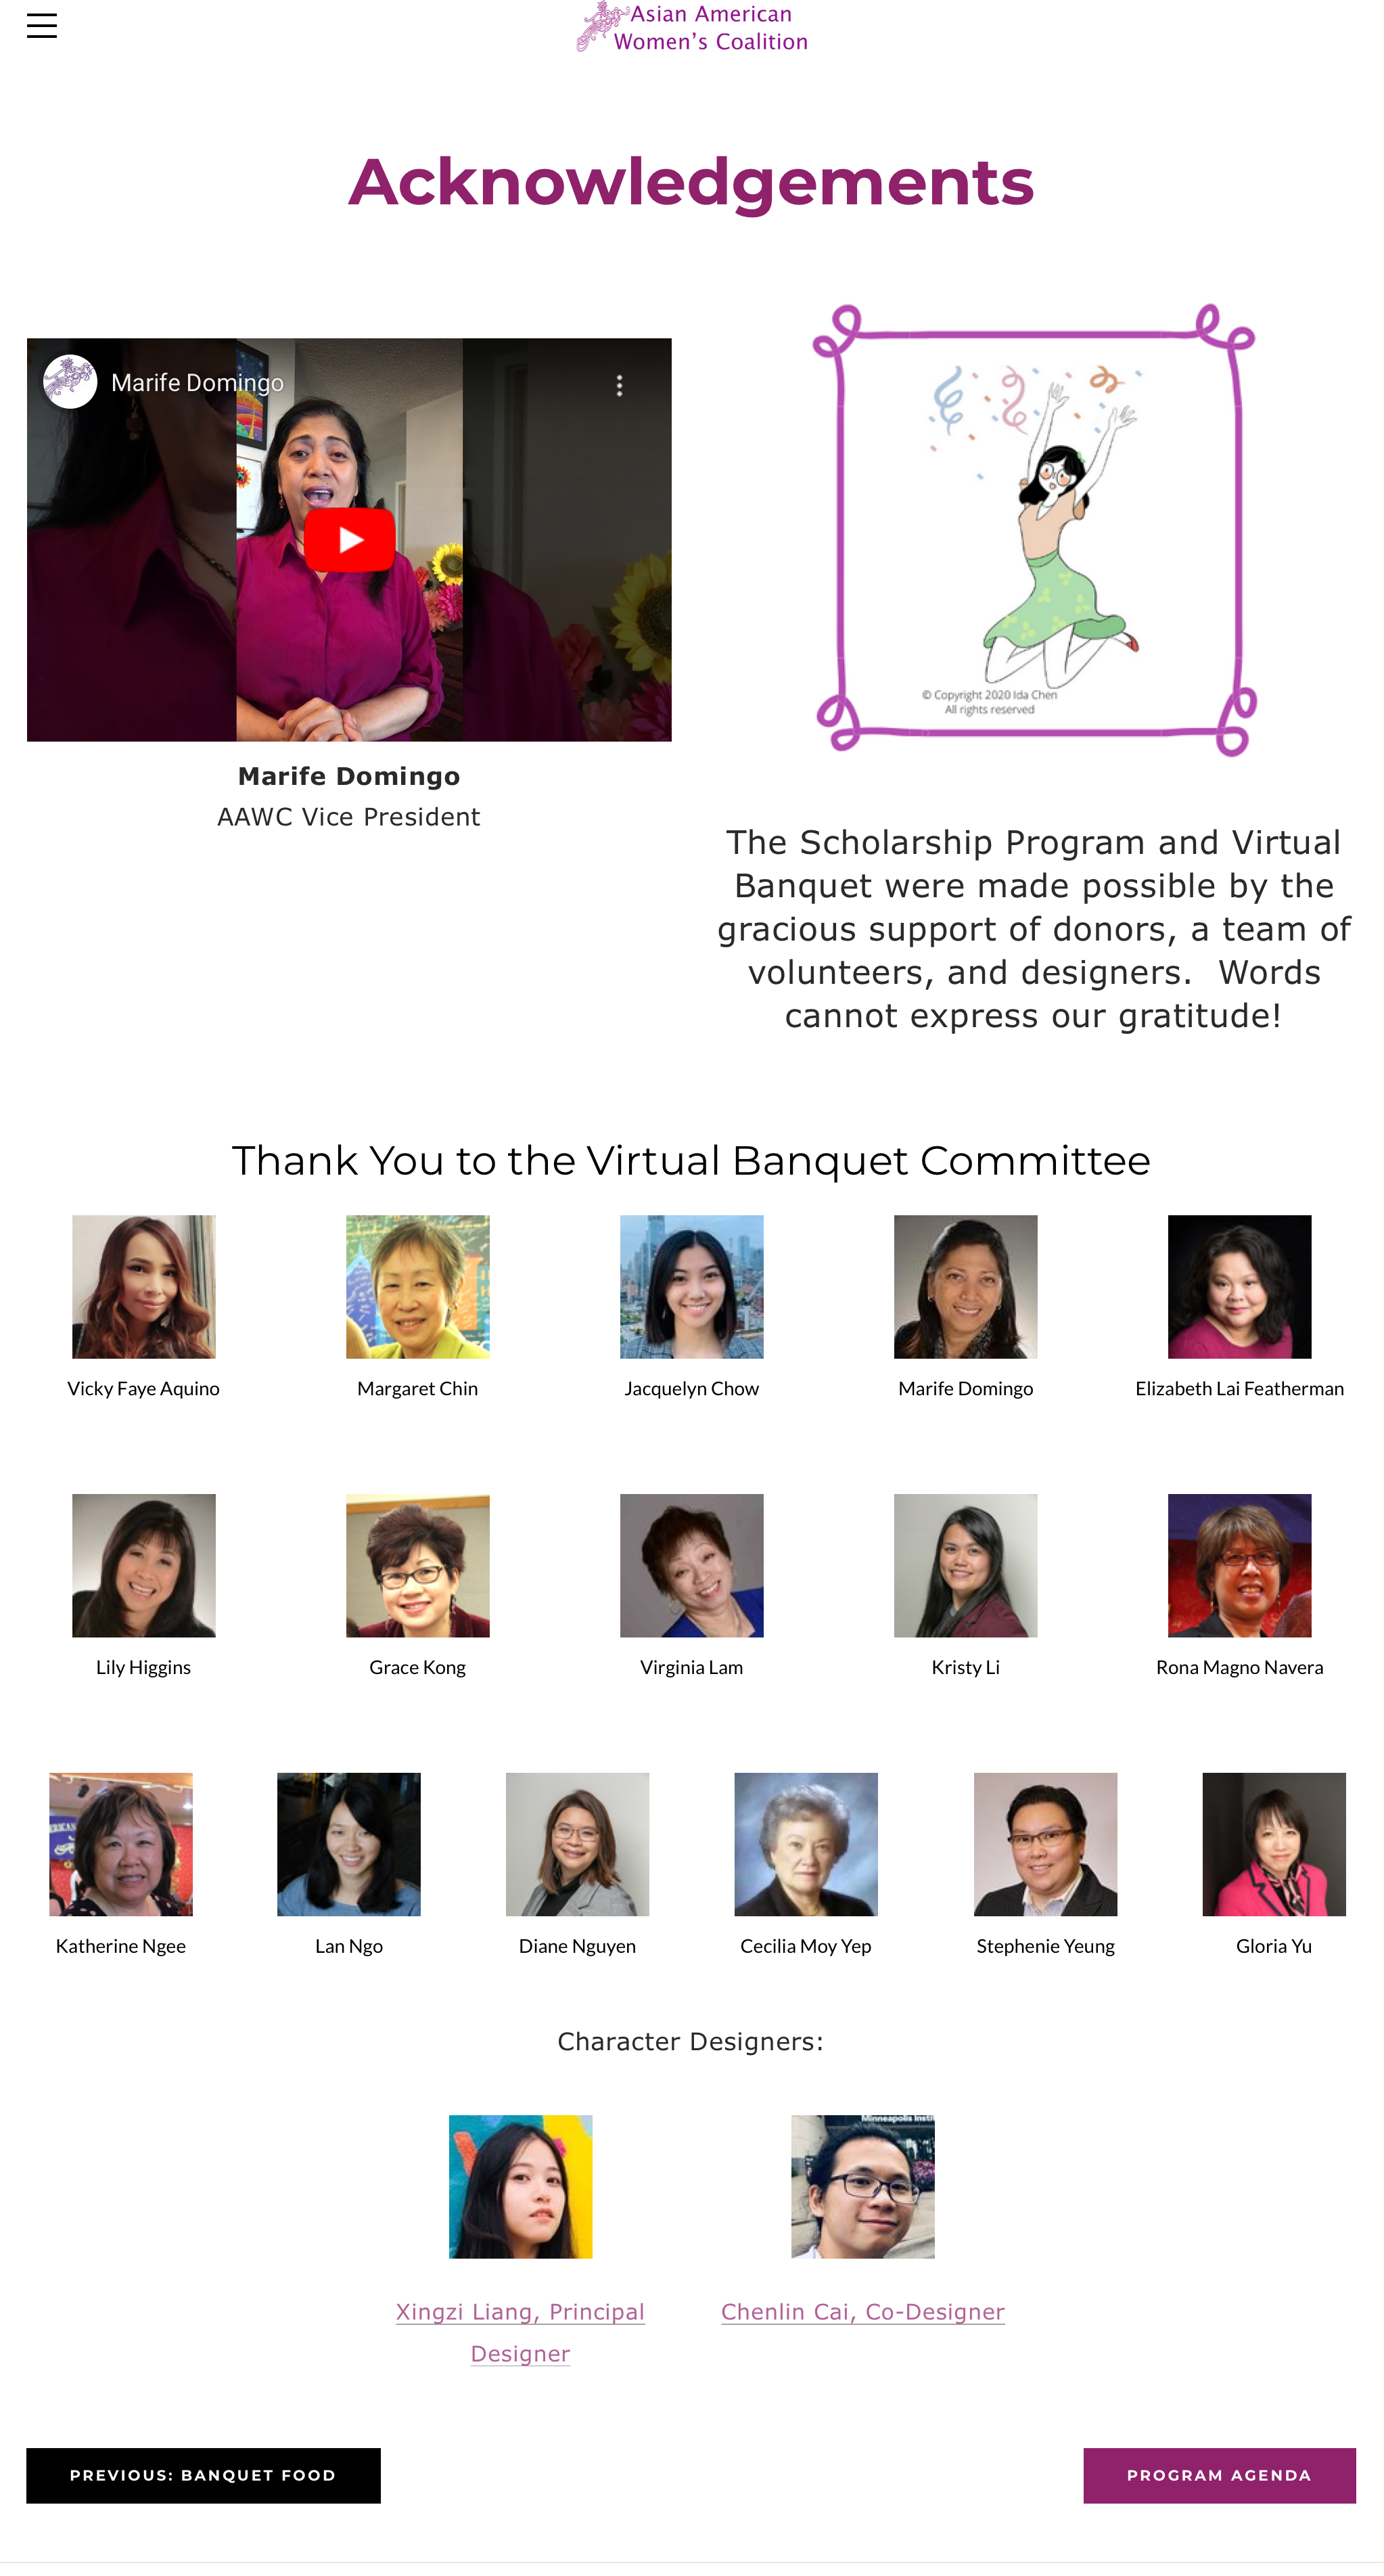 Asian American
Women's Coalition
Acknowledgements
Marife Domingo
© Copyright 2020 Ida Chen
All rights reserved
Marife Domingo
AAWC Vice President
The Scholarship Program and Virtual
Banquet were made possible by the
gracious support of donors, a team of
volunteers, and designers.  Words
cannot express our gratitude!
Thank You to the Virtual Banquet Committee
Vicky Faye Aquino
Margaret Chin
Jacquelyn Chow
Marife Domingo
Elizabeth Lai Featherman
Lily Higgins
Grace Kong
Virginia Lam
Kristy Li
Rona Magno Navera
Katherine Ngee
Lan Ngo
Diane Nguyen
Cecilia Moy Yep
Stephenie Yeung
Gloria Yu
Character Designers:
Minneapolis
Xingzi Liang, Principal
Designer
Chenlin Cai, Co-Designer
PREVIOUS: BANQUET FOOD
PROGRAM AGENDA